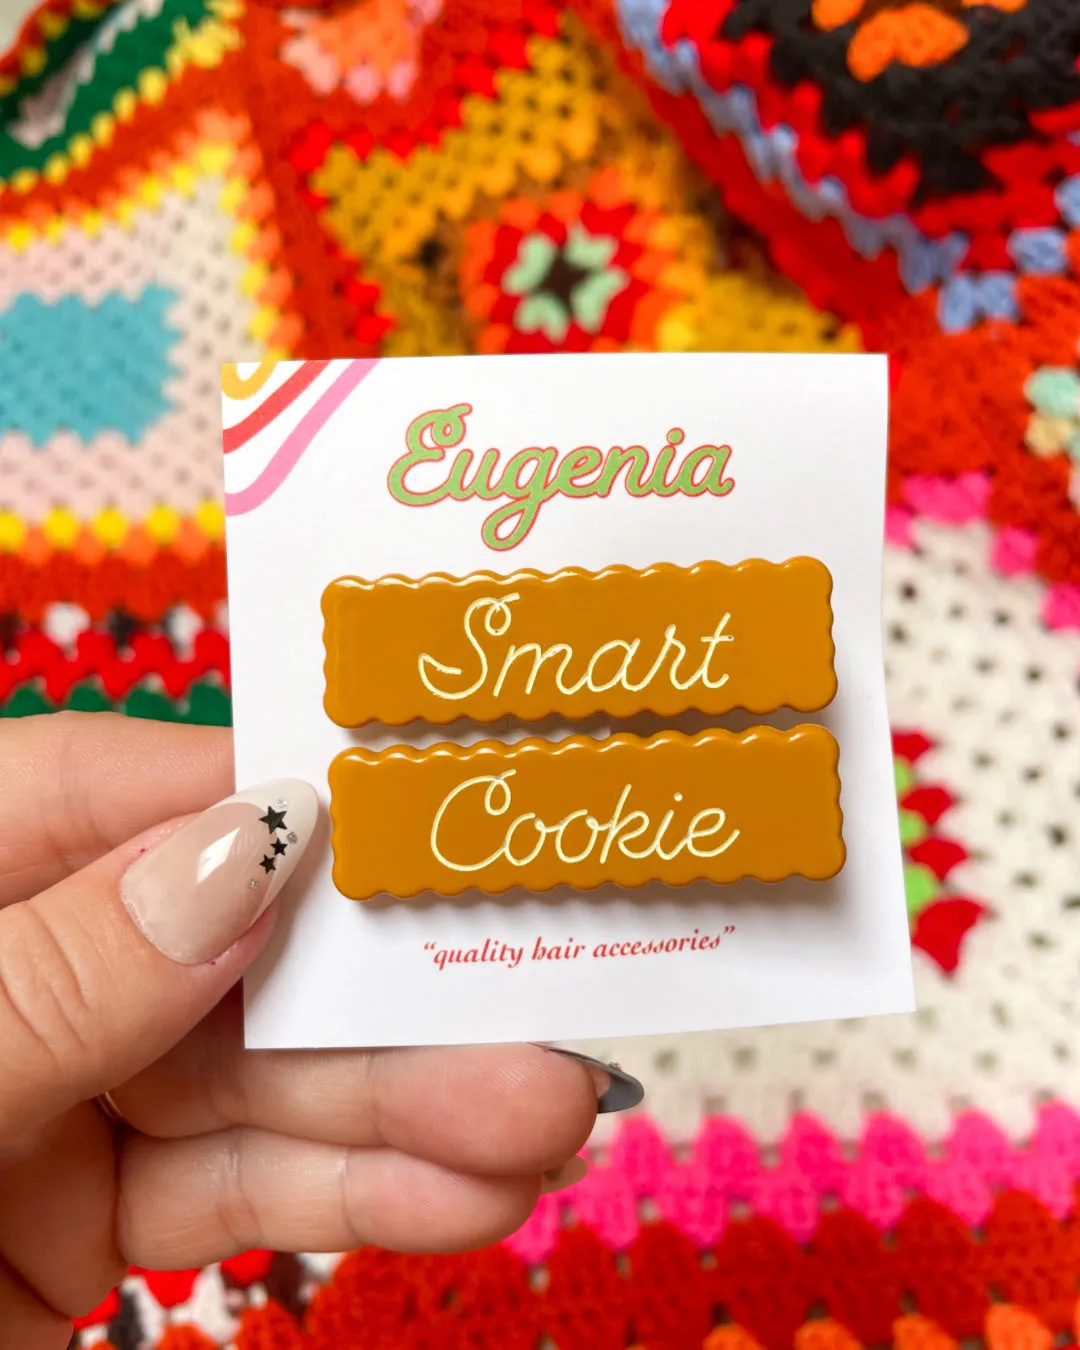 Eugenia
Smart
Cookie
“quality hair accessories”